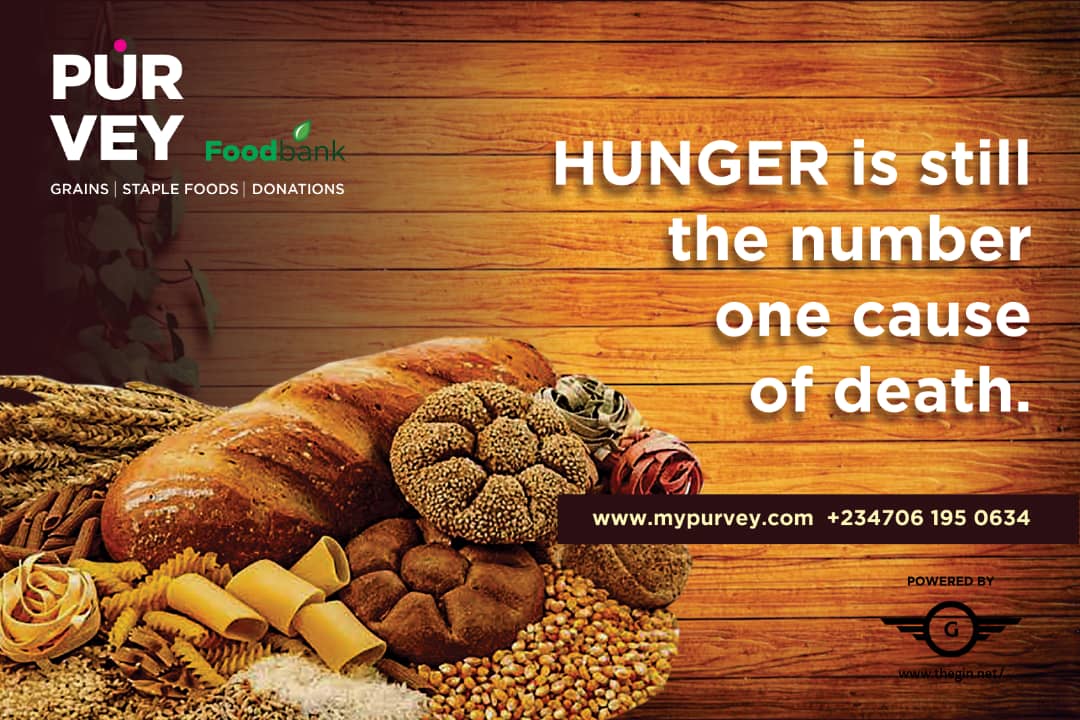 PUR
VEY Foodbank
GRAINS | STAPLE FOODS | DONATIONS
HUNGER is still
the number
one cause
of death.
www.mypurvey.com +234706 195 0634
POWERED BY
G
www.thegin.net/